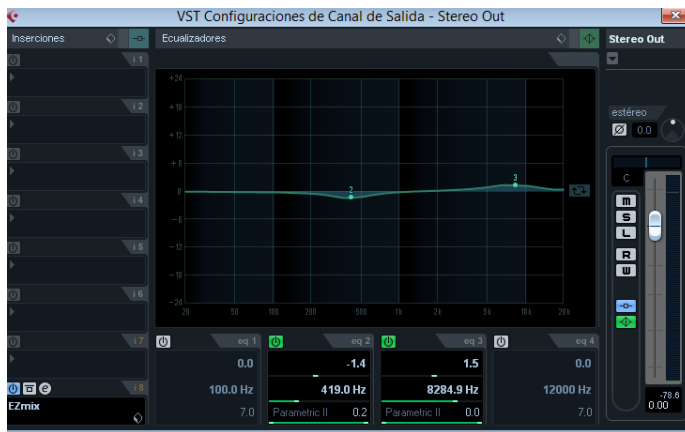 VST Configuraciones de Canal de Salida - Stereo Out
Inserciones
i 1
i 2
i 3
i 4
i 5
i 6
i 7
i 8
EZmix
Ecualizadores
+24
+18
+12
+6
0
-6
-12
-18
-24
20 50 100 200 500 1k 2k 5k 10k 20k
2
3
eq 1 eq 2 eq 3 eq 4
0.0 -1.4 1.5 0.0
100.0 Hz 419.0 Hz 8284.9 Hz 12000 Hz
7.0 Parametric II 0.2 Parametric II 0.0 7.0
Stereo Out
estéreo
0.0
C
m
S
L
R
W
-78.6
0.00
e